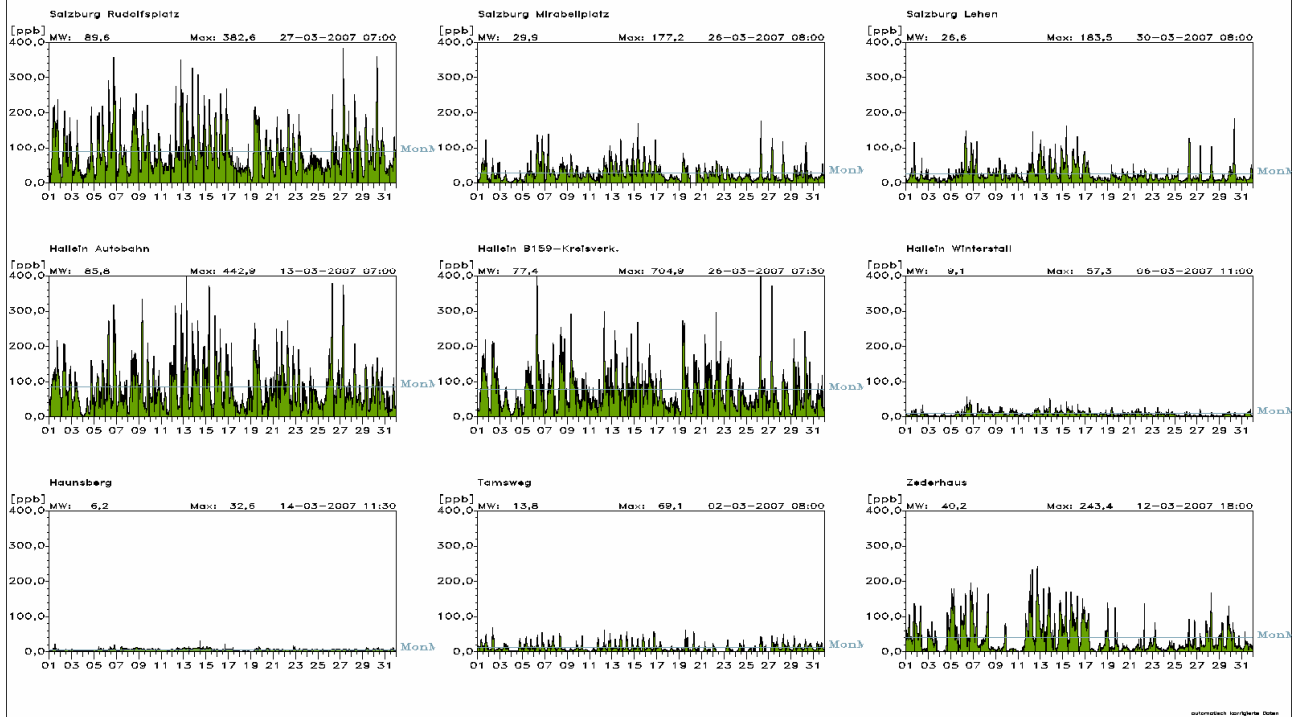 Salzburg Rudolfsplatz
[ppb] MW: 89,6 Max: 382,6 27-03-2007 07:00
400,0
300,0
200,0
100,0
0,0
MonM
01 03 05 07 09 11 13 15 17 19 21 23 25 27 29 31
Salzburg Mirabellplatz
[ppb] MW: 29,9 Max: 177,2 26-03-2007 08:00
400,0
300,0
200,0
100,0
0,0
MonM
01 03 05 07 09 11 13 15 17 19 21 23 25 27 29 31
Salzburg Lehen
[ppb] MW: 26,6 Max: 183,5 30-03-2007 08:00
400,0
300,0
200,0
100,0
0,0
MonM
01 03 05 07 09 11 13 15 17 19 21 23 25 27 29 31
Hallein Autobahn
[ppb] MW: 85,8 Max: 442,9 13-03-2007 07:00
400,0
300,0
200,0
100,0
0,0
MonM
01 03 05 07 09 11 13 15 17 19 21 23 25 27 29 31
Hallein B159-Kreisverk.
[ppb] MW: 77,4 Max: 704,9 26-03-2007 07:30
400,0
300,0
200,0
100,0
0,0
MonM
01 03 05 07 09 11 13 15 17 19 21 23 25 27 29 31
Hallein Winterstall
[ppb] MW: 9,1 Max: 57,3 06-03-2007 11:00
400,0
300,0
200,0
100,0
0,0
MonM
01 03 05 07 09 11 13 15 17 19 21 23 25 27 29 31
Haunsberg
[ppb] MW: 6,2 Max: 32,6 14-03-2007 11:30
400,0
300,0
200,0
100,0
0,0
MonM
01 03 05 07 09 11 13 15 17 19 21 23 25 27 29 31
Tamsweg
[ppb] MW: 13,8 Max: 69,1 02-03-2007 08:00
400,0
300,0
200,0
100,0
0,0
MonM
01 03 05 07 09 11 13 15 17 19 21 23 25 27 29 31
Zederhaus
[ppb] MW: 40,2 Max: 243,4 12-03-2007 18:00
400,0
300,0
200,0
100,0
0,0
MonM
01 03 05 07 09 11 13 15 17 19 21 23 25 27 29 31
automatisch korrigierte Daten